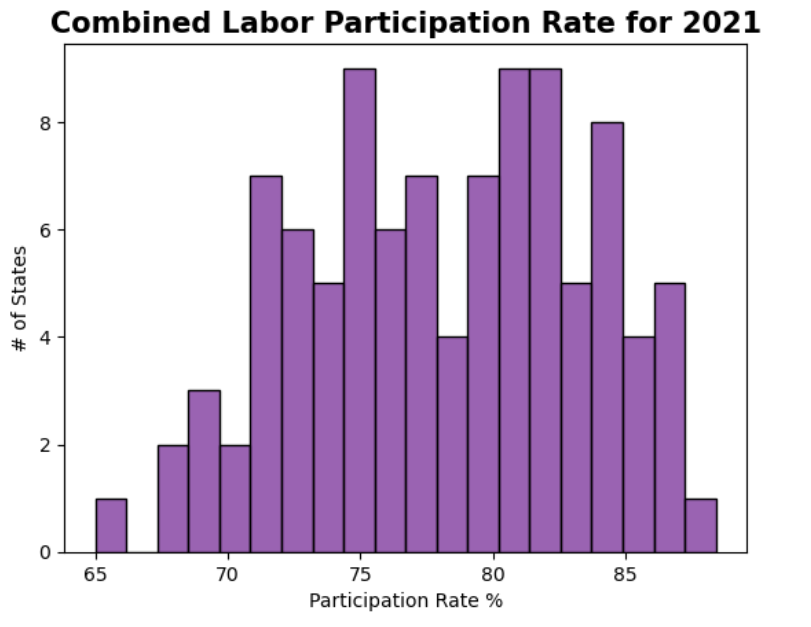 Combined Labor Participation Rate for 2021
# of States
8
6
4
2
0
65 70 75 80 85
Participation Rate %